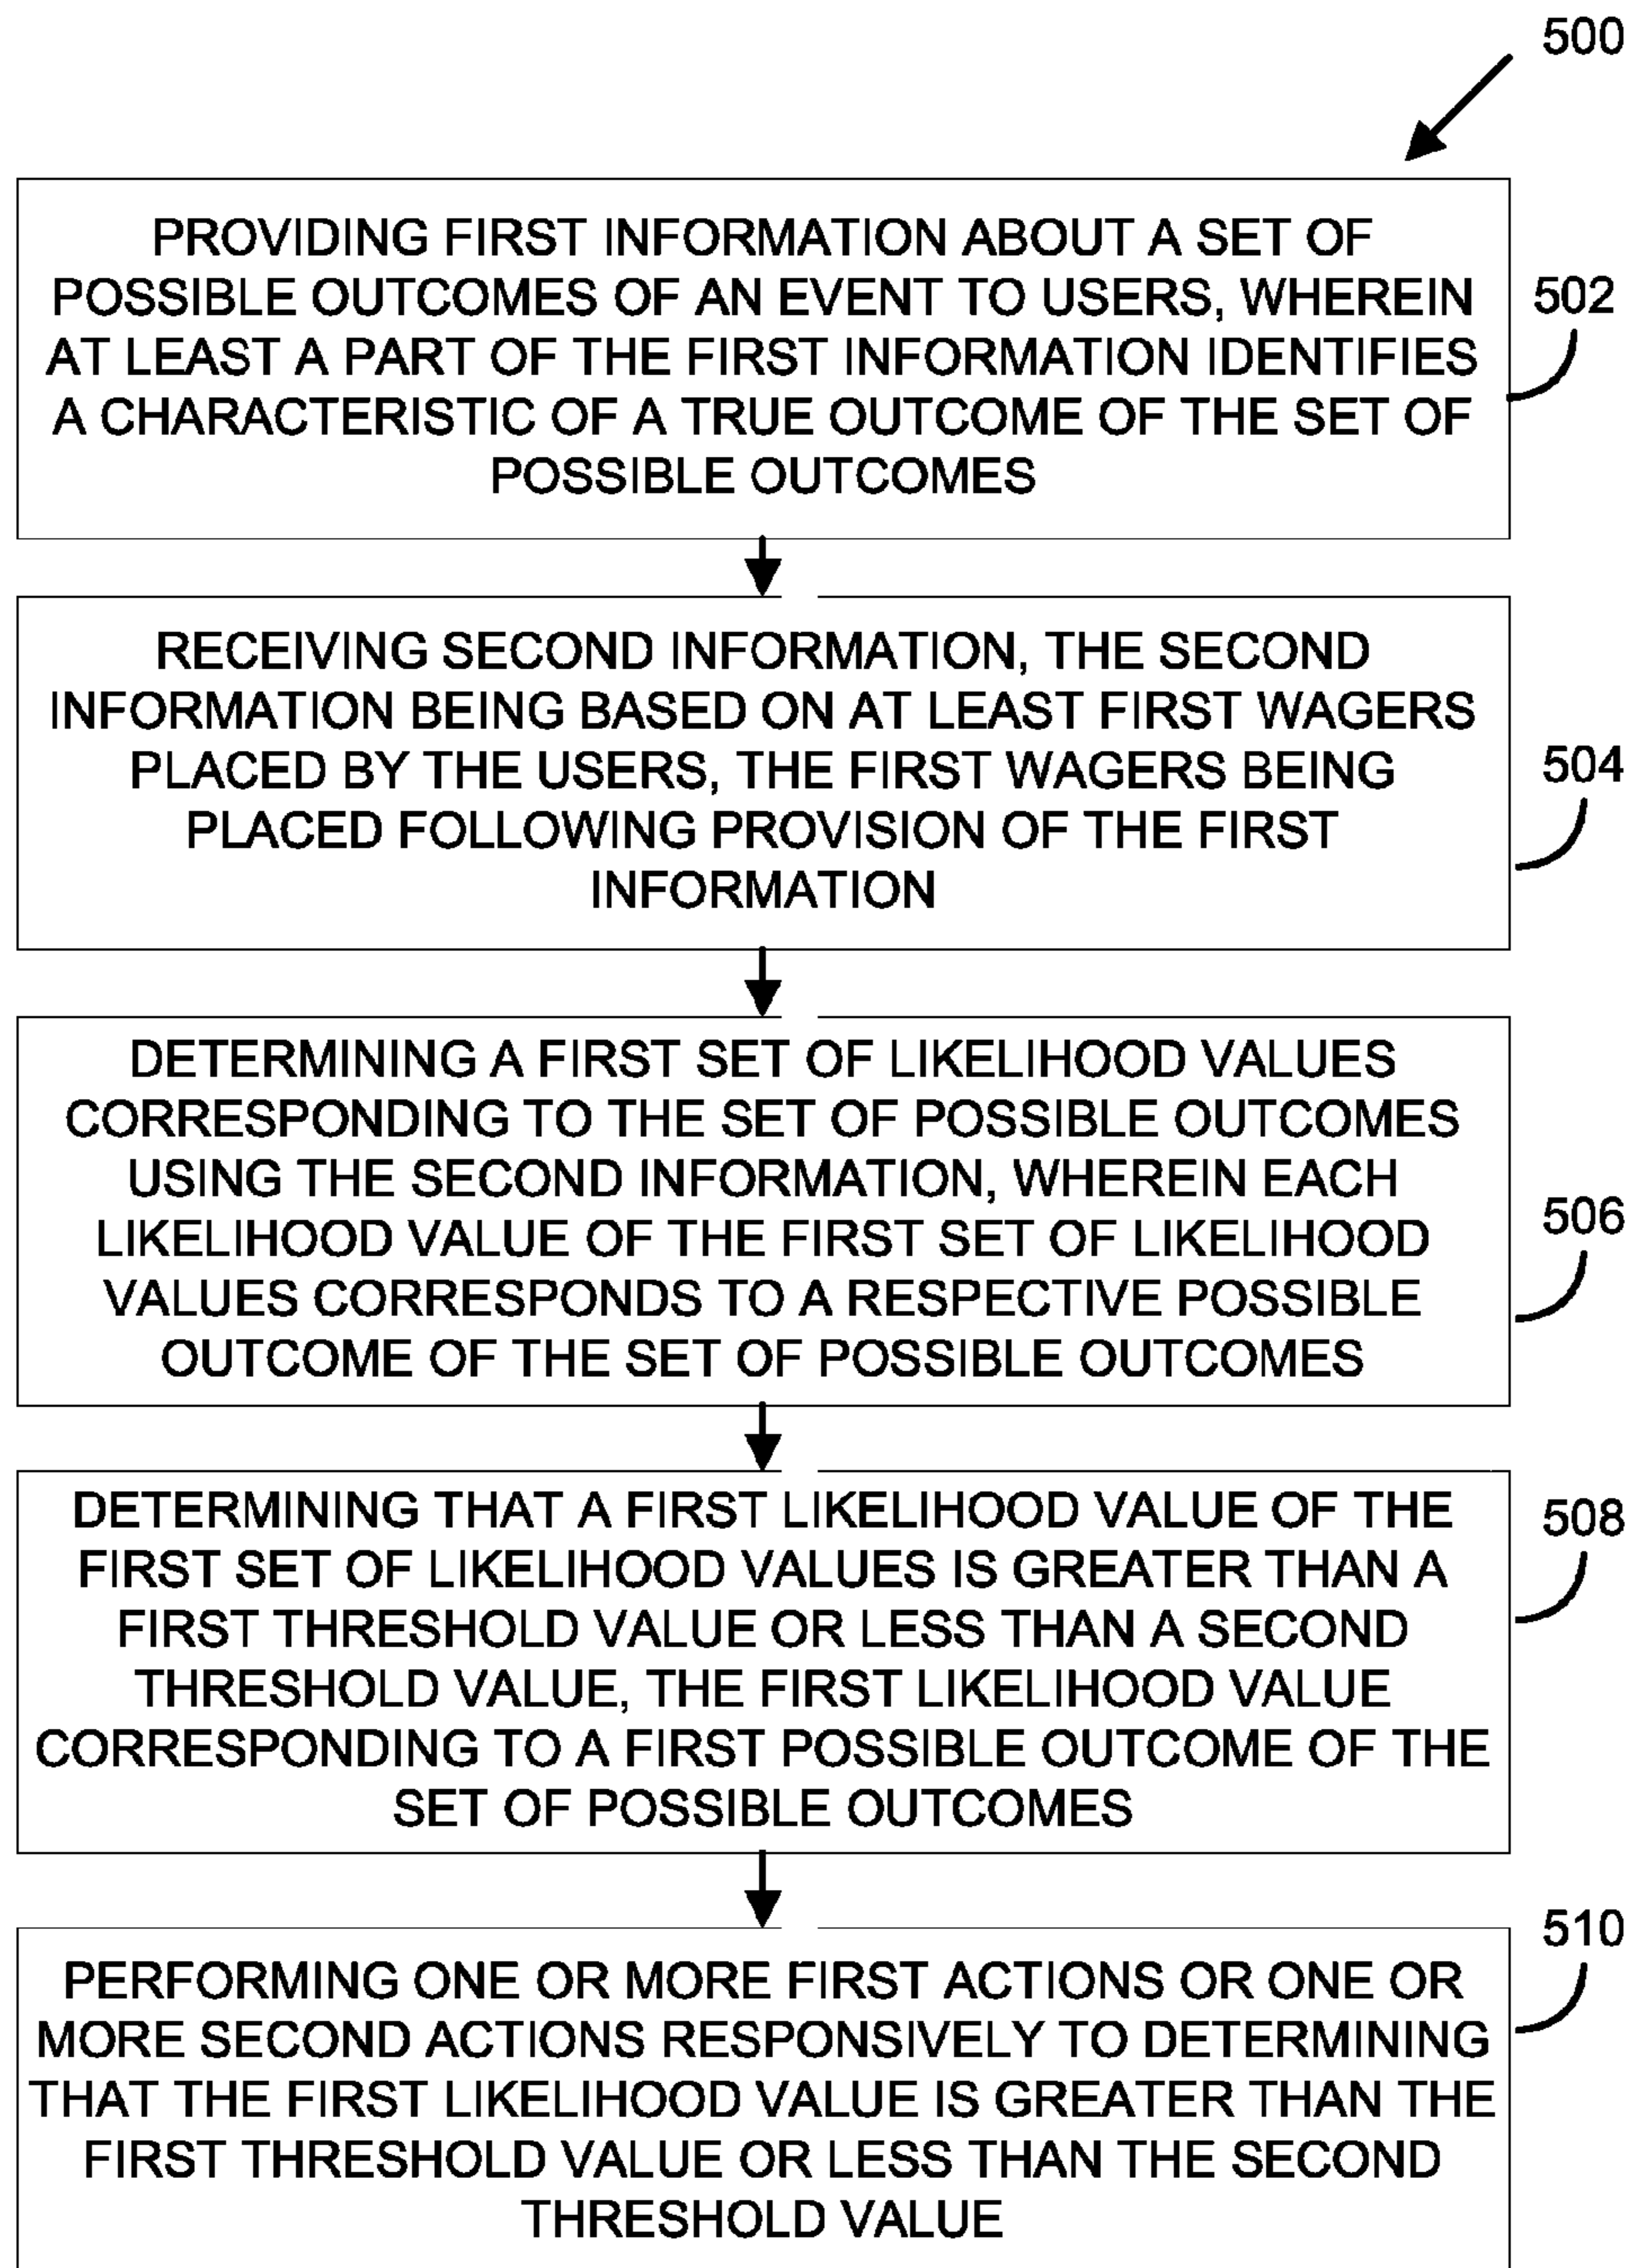 500
PROVIDING FIRST INFORMATION ABOUT A SET OF
POSSIBLE OUTCOMES OF AN EVENT TO USERS, WHEREIN
AT LEAST A PART OF THE FIRST INFORMATION IDENTIFIES
A CHARACTERISTIC OF A TRUE OUTCOME OF THE SET OF
POSSIBLE OUTCOMES
502
RECEIVING SECOND INFORMATION, THE SECOND
INFORMATION BEING BASED ON AT LEAST FIRST WAGERS
PLACED BY THE USERS, THE FIRST WAGERS BEING
PLACED FOLLOWING PROVISION OF THE FIRST
INFORMATION
504
DETERMINING A FIRST SET OF LIKELIHOOD VALUES
CORRESPONDING TO THE SET OF POSSIBLE OUTCOMES
USING THE SECOND INFORMATION, WHEREIN EACH
LIKELIHOOD VALUE OF THE FIRST SET OF LIKELIHOOD
VALUES CORRESPONDS TO A RESPECTIVE POSSIBLE
OUTCOME OF THE SET OF POSSIBLE OUTCOMES
506
DETERMINING THAT A FIRST LIKELIHOOD VALUE OF THE
FIRST SET OF LIKELIHOOD VALUES IS GREATER THAN A
FIRST THRESHOLD VALUE OR LESS THAN A SECOND
THRESHOLD VALUE, THE FIRST LIKELIHOOD VALUE
CORRESPONDING TO A FIRST POSSIBLE OUTCOME OF THE
SET OF POSSIBLE OUTCOMES
508
PERFORMING ONE OR MORE FIRST ACTIONS OR ONE OR
MORE SECOND ACTIONS RESPONSIVELY TO DETERMINING
THAT THE FIRST LIKELIHOOD VALUE IS GREATER THAN THE
FIRST THRESHOLD VALUE OR LESS THAN THE SECOND
THRESHOLD VALUE
510